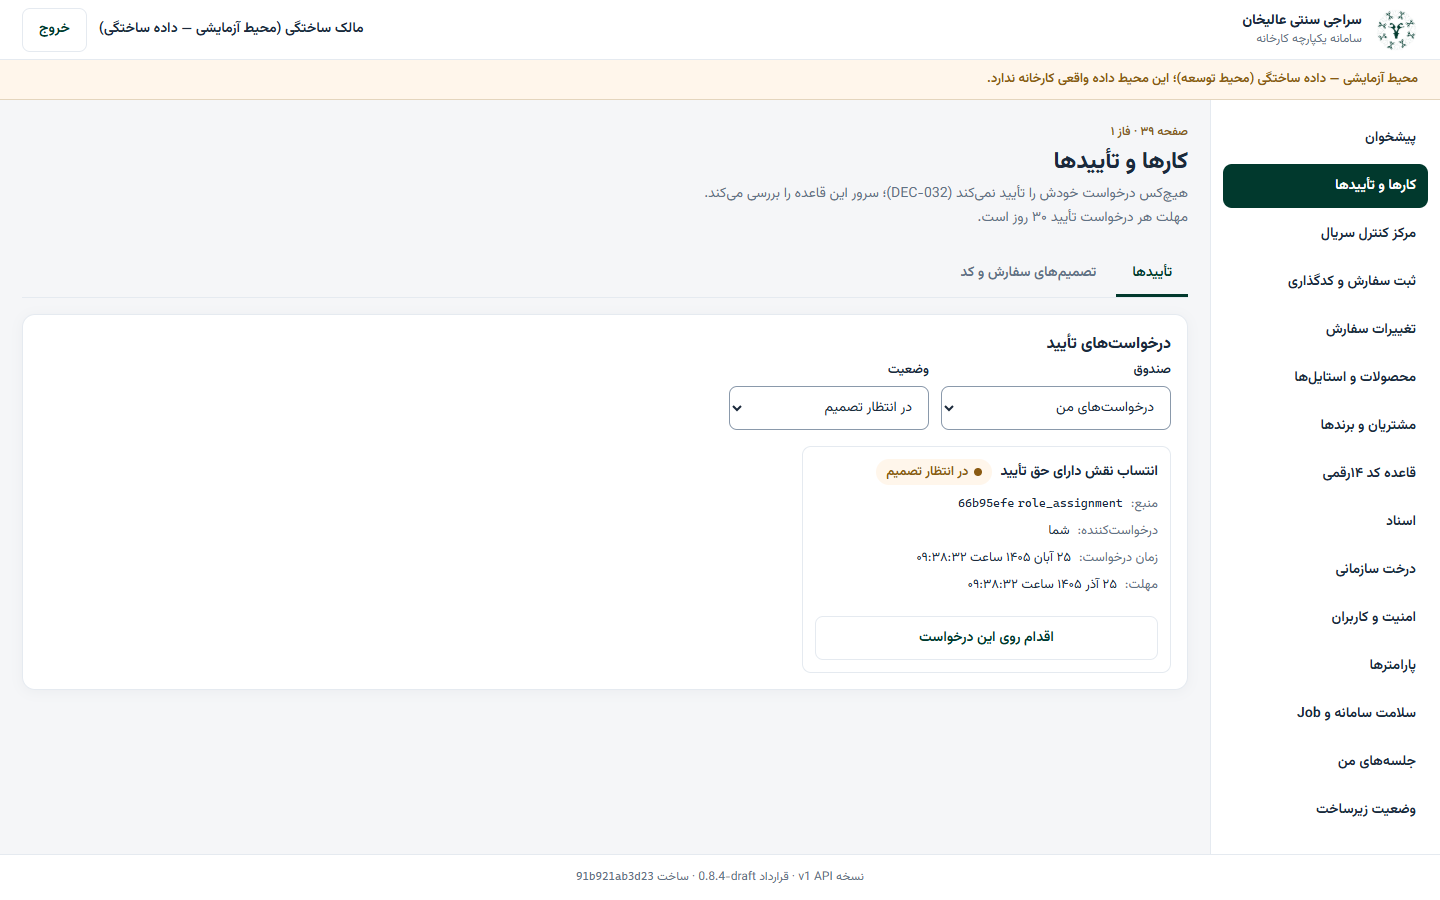 سراجی سنتی عالیخان
سامانه یکپارچه کارخانه
مالک ساختگی (محیط آزمایشی – داده ساختگی)
خروج
محیط آزمایشی – داده ساختگی (محیط توسعه)؛ این محیط داده واقعی کارخانه ندارد.
پیشخوان
کارها و تأییدها
مرکز کنترل سریال
ثبت سفارش و کدگذاری
تغییرات سفارش
محصولات و استایل‌ها
مشتریان و برندها
قاعده کد ۱۴رقمی
اسناد
درخت سازمانی
امنیت و کاربران
پارامترها
سلامت سامانه و Job
جلسه‌های من
وضعیت زیرساخت
صفحه ۳۹ · فاز ۱
کارها و تأییدها
هیچ‌کس درخواست خودش را تأیید نمی‌کند (DEC-032)؛ سرور این قاعده را بررسی می‌کند.
مهلت هر درخواست تأیید ۳۰ روز است.
تأییدها
تصمیم‌های سفارش و کد
درخواست‌های تأیید
صندوق
وضعیت
درخواست‌های من
در انتظار تصمیم
انتساب نقش دارای حق تأیید
در انتظار تصمیم
منبع: role_assignment 66b95efe
درخواست‌کننده: شما
زمان درخواست: ۲۵ آبان ۱۴۰۵ ساعت ۰۹:۳۸:۳۲
مهلت: ۲۵ آذر ۱۴۰۵ ساعت ۰۹:۳۸:۳۲
اقدام روی این درخواست
نسخه v1 API · قرارداد 0.8.4-draft · ساخت 91b921ab3d23